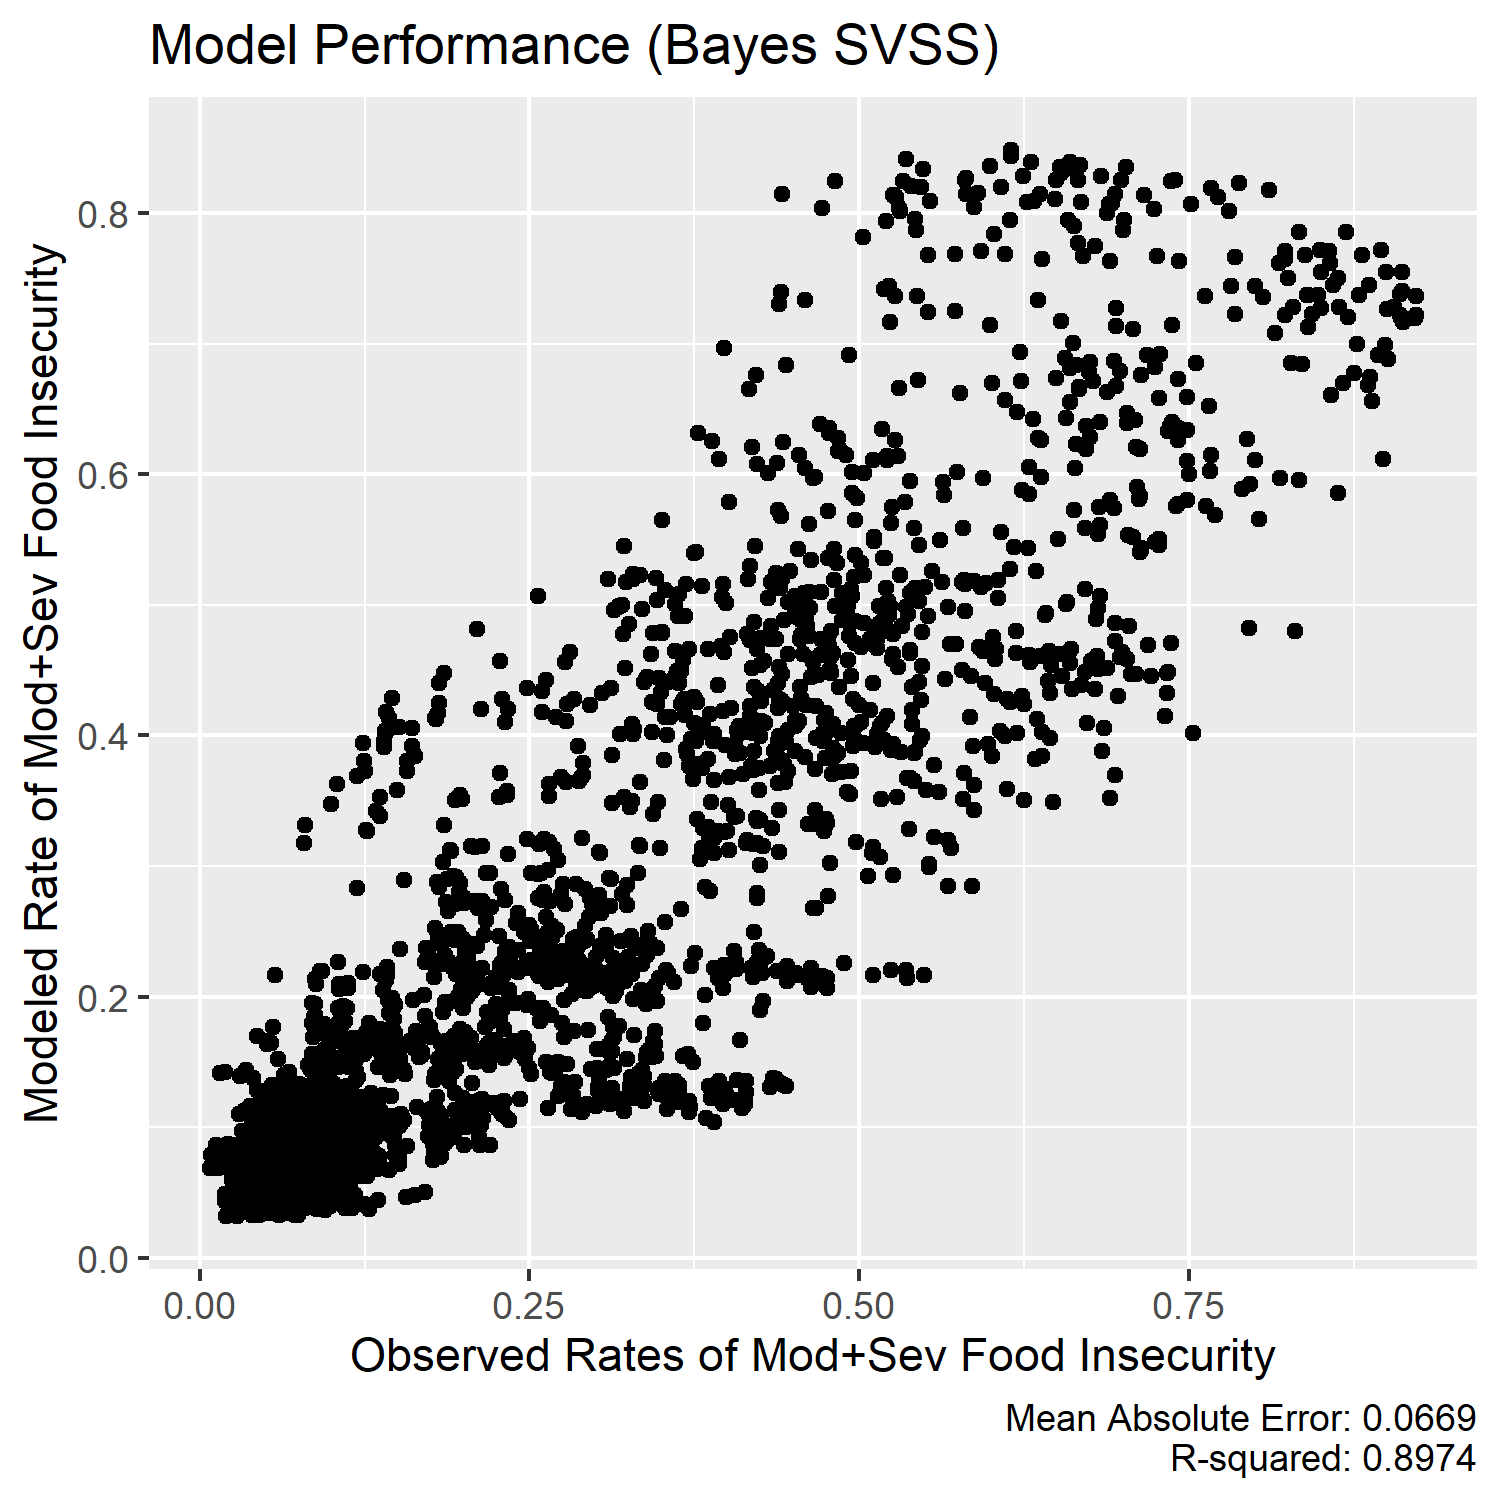 Model Performance (Bayes SVSS)
Modeled Rate of Mod+Sev Food Insecurity
0.8
0.6
0.4
0.2
0.0
0.00 0.25 0.50 0.75
Observed Rates of Mod+Sev Food Insecurity
Mean Absolute Error: 0.0669
R-squared: 0.8974